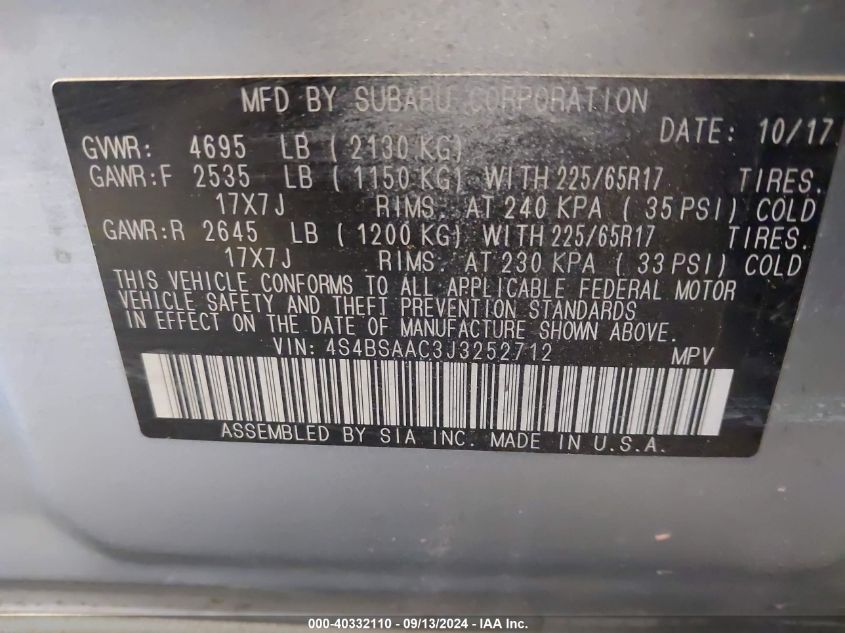 MFD BY SUBARU CORPORATION
DATE: 10/17
GVWR: 4695 LB ( 2130 KG)
GAWR:F 2535 LB ( 1150 KG) WITH 225/65R17 TIRES.
17X7J RIMS. AT 240 KPA ( 35 PSI) COLD
GAWR:R 2645 LB ( 1200 KG) WITH 225/65R17 TIRES.
17X7J RIMS. AT 230 KPA ( 33 PSI) COLD
THIS VEHICLE CONFORMS TO ALL APPLICABLE FEDERAL MOTOR
VEHICLE SAFETY AND THEFT PREVENTION STANDARDS
IN EFFECT ON THE DATE OF MANUFACTURE SHOWN ABOVE.
VIN: 4S4BSAAC3J3252712 MPV
ASSEMBLED BY SIA INC. MADE IN U.S.A.
000-40332110 - 09/13/2024 - © IAA, Inc.